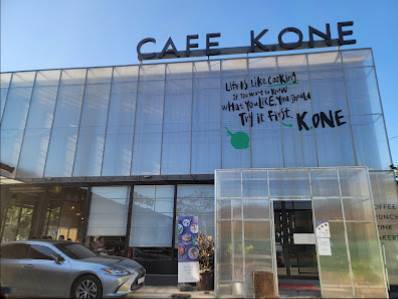 CAFE KONE
Life is Like Cooking
If You want to Know
what You Like, You should
Try it First
K.ONE
KONE